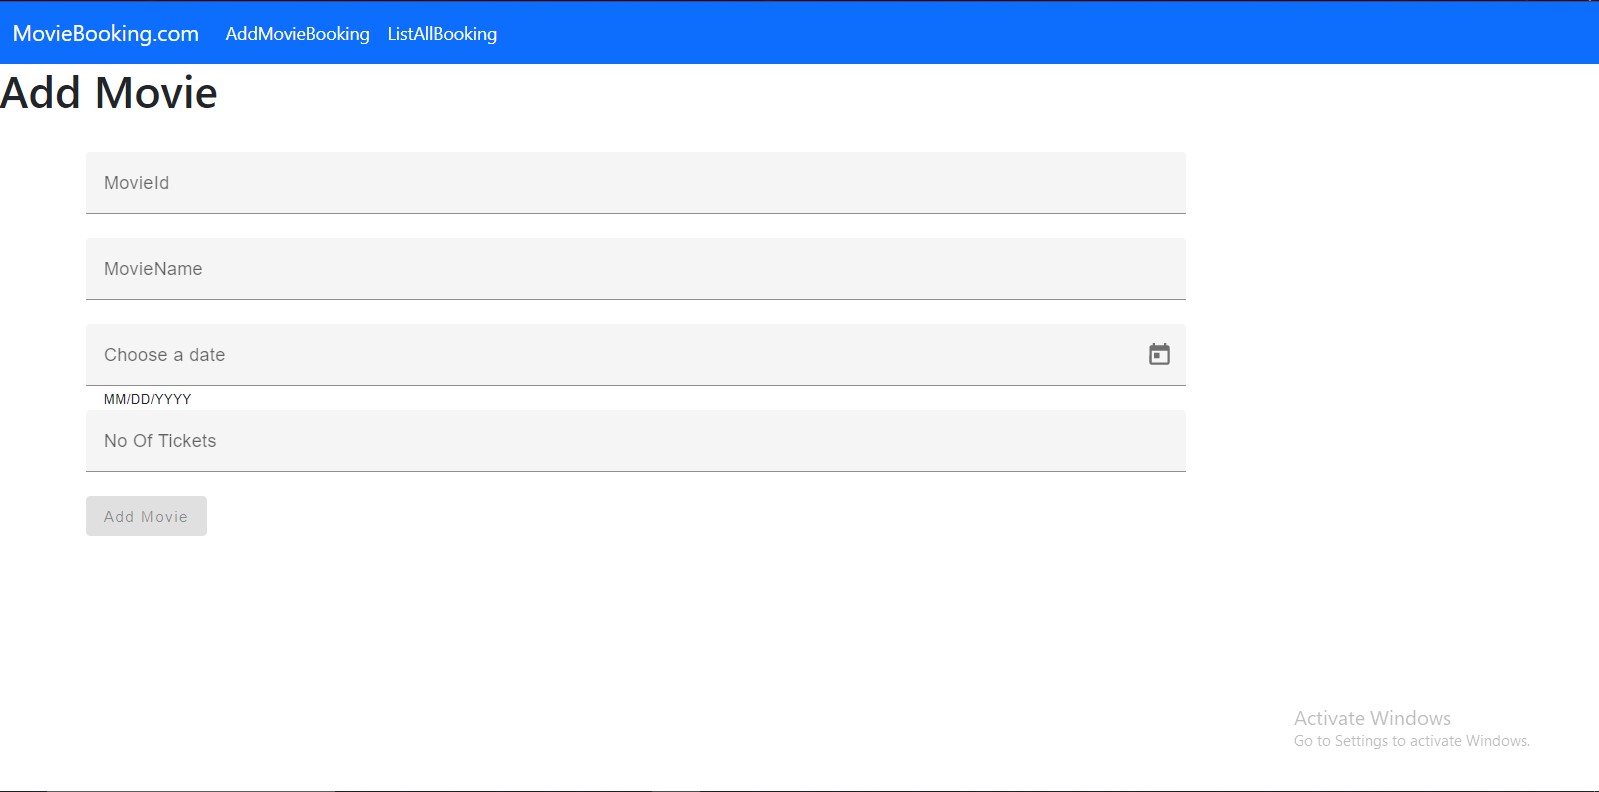 MovieBooking.com AddMovieBooking ListAllBooking
Add Movie
MovieId
MovieName
Choose a date
MM/DD/YYYY
No Of Tickets
Add Movie
Activate Windows
Go to Settings to activate Windows.